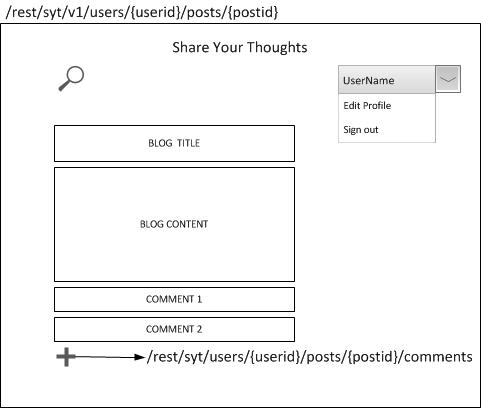 /rest/syt/v1/users/{userid}/posts/{postid}
Share Your Thoughts
UserName
Edit Profile
Sign out
BLOG TITLE
BLOG CONTENT
COMMENT 1
COMMENT 2
/rest/syt/users/{userid}/posts/{postid}/comments